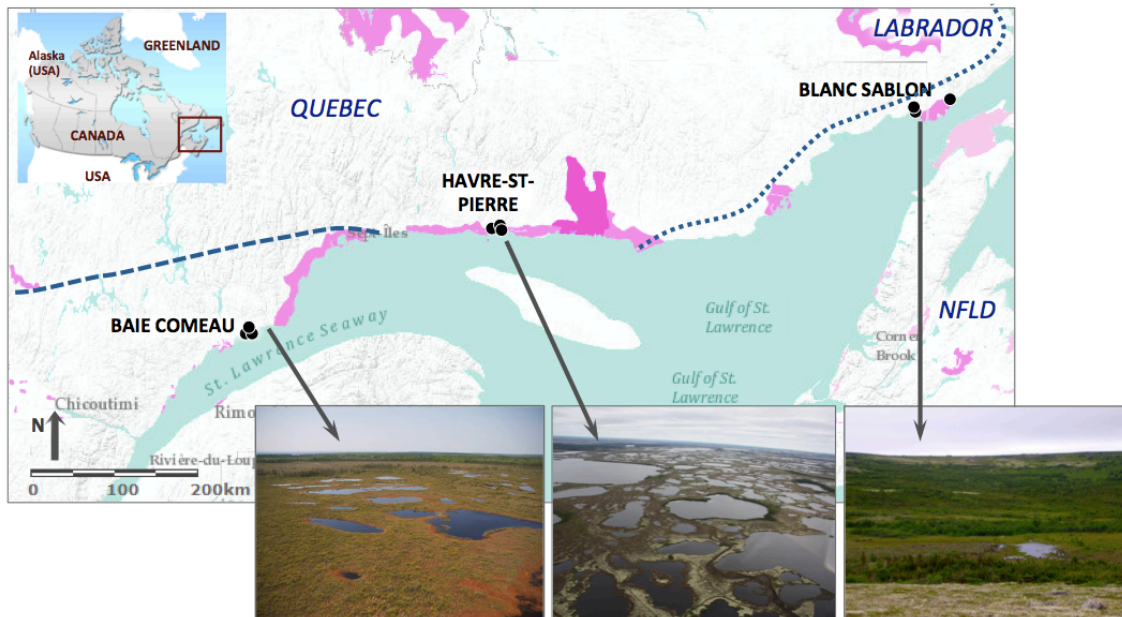 GREENLAND
Alaska
(USA)
CANADA
USA
LABRADOR
QUEBEC
BLANC SABLON
HAVRE-ST-
PIERRE
Sept-Îles
BAIE COMEAU
St. Lawrence Seaway
Gulf of St.
Lawrence
NFLD
Corner
Brook
Gulf of St.
Lawrence
Chicoutimi
Rimo
N
Rivière-du-Loup
0 100 200km